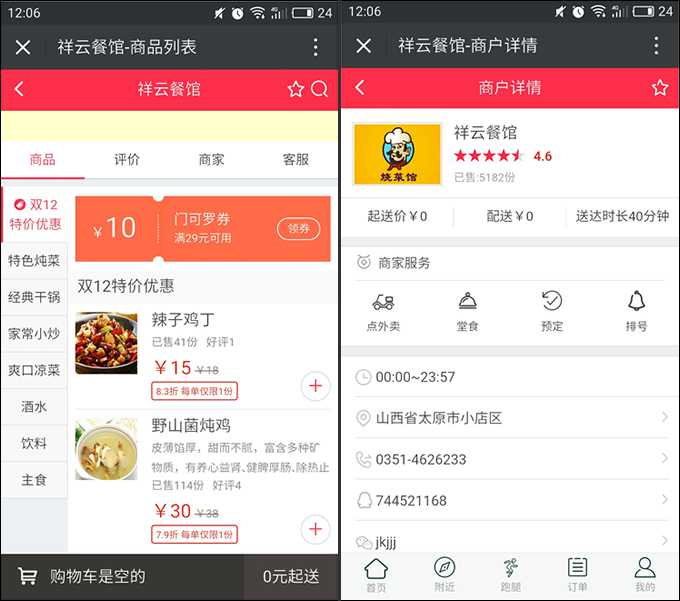 12:06
4G
24
祥云餐馆-商品列表
祥云餐馆
商品
评价
商家
客服
双12
特价优惠
特色炖菜
经典干锅
家常小炒
爽口凉菜
酒水
饮料
主食
¥10
门可罗券
满29元可用
领券
双12特价优惠
辣子鸡丁
已售41份 好评1
¥15 ¥18
8.3折 每单仅限1份
野山菌炖鸡
皮薄馅厚，甜而不腻，富含多种矿
物质，有养心益肾、健脾厚肠、除热止
已售114份 好评4
¥30 ¥38
7.9折 每单仅限1份
购物车是空的
0元起送
12:06
4G
24
祥云餐馆-商户详情
商户详情
烧菜馆
祥云餐馆
4.6
已售:5182份
起送价¥0
配送¥0
送达时长40分钟
商家服务
点外卖
堂食
预定
排号
00:00~23:57
山西省太原市小店区
0351-4626233
744521168
jkjjj
首页
附近
跑腿
订单
我的